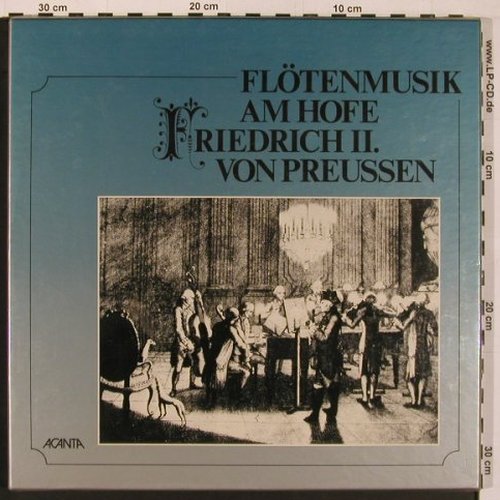 30 cm
20 cm
10 cm
FLÖTENMUSIK
AM HOFE
FRIEDRICH II.
VON PREUSSEN
ACANTA
www.LP-CD.de
10 cm
20 cm
30 cm